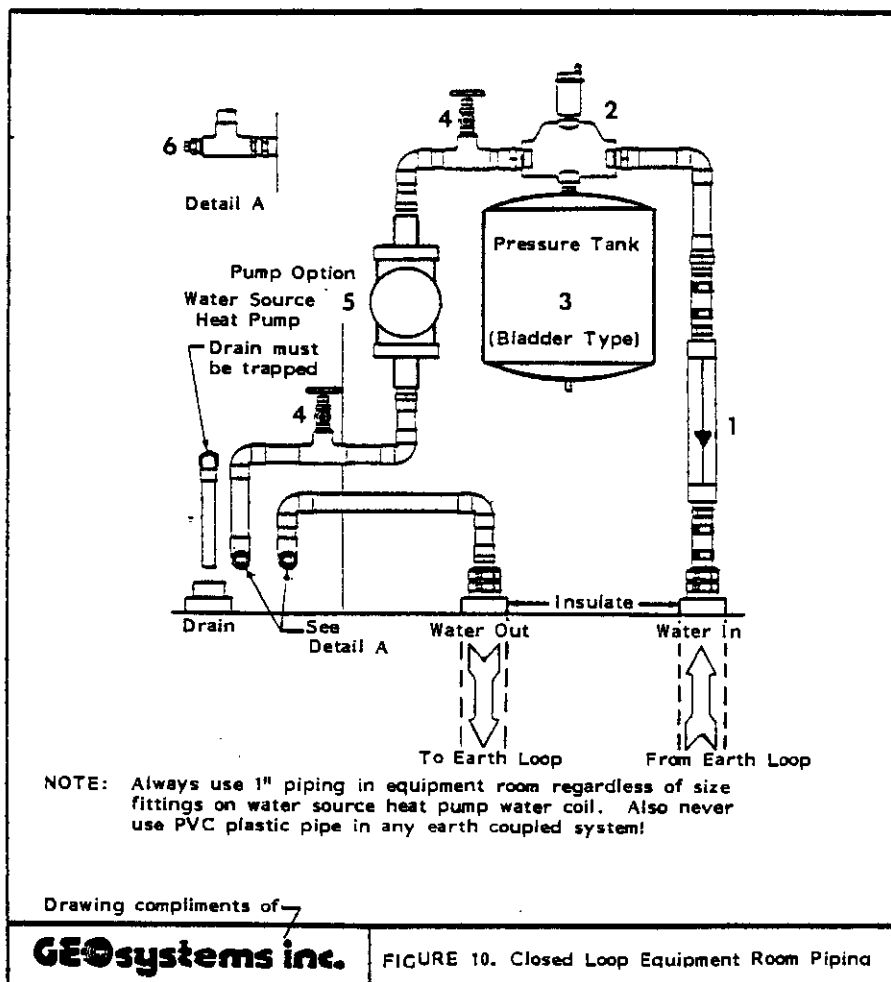 2
4
6
Detail A
Pressure Tank
3
(Bladder Type)
Pump Option
5
Water Source
Heat Pump
Drain must
be trapped
4
1
Insulate
Drain
See
Detail A
Water Out
Water In
To Earth Loop
From Earth Loop
NOTE: Always use 1" piping in equipment room regardless of size
fittings on water source heat pump water coil. Also never
use PVC plastic pipe in any earth coupled system!
Drawing compliments of
GEOsystems inc.
FIGURE 10. Closed Loop Equipment Room Piping